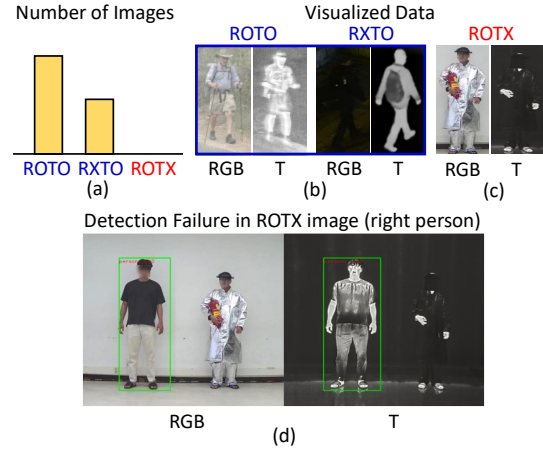 Number of Images
Visualized Data
ROTO RXTO ROTX
(a)
ROTO RXTO
RGB T RGB T
(b)
ROTX
RGB T
(c)
Detection Failure in ROTX image (right person)
RGB T
(d)